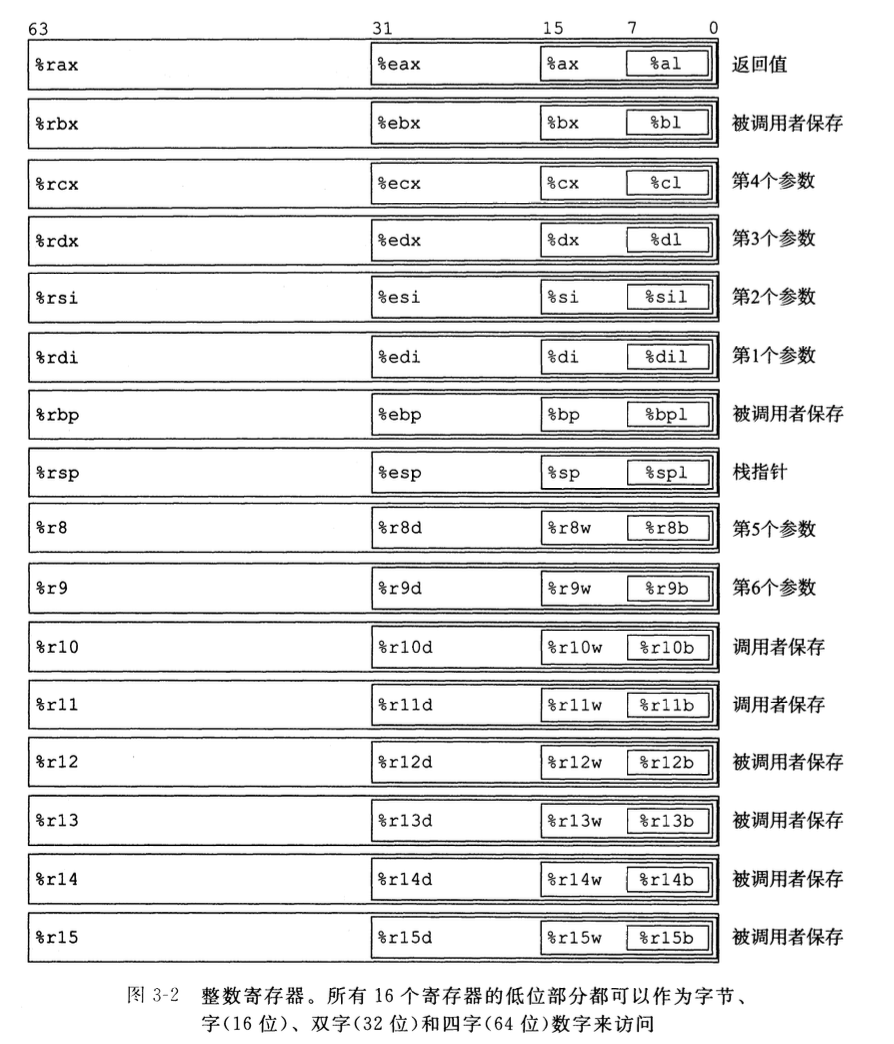 63 31 15 7 0
%rax %eax %ax %al 返回值
%rbx %ebx %bx %bl 被调用者保存
%rcx %ecx %cx %cl 第4个参数
%rdx %edx %dx %dl 第3个参数
%rsi %esi %si %sil 第2个参数
%rdi %edi %di %dil 第1个参数
%rbp %ebp %bp %bpl 被调用者保存
%rsp %esp %sp %spl 栈指针
%r8 %r8d %r8w %r8b 第5个参数
%r9 %r9d %r9w %r9b 第6个参数
%r10 %r10d %r10w %r10b 调用者保存
%r11 %r11d %r11w %r11b 调用者保存
%r12 %r12d %r12w %r12b 被调用者保存
%r13 %r13d %r13w %r13b 被调用者保存
%r14 %r14d %r14w %r14b 被调用者保存
%r15 %r15d %r15w %r15b 被调用者保存
图 3-2 整数寄存器。所有 16 个寄存器的低位部分都可以作为字节、
字(16 位)、双字(32 位)和四字(64 位)数字来访问